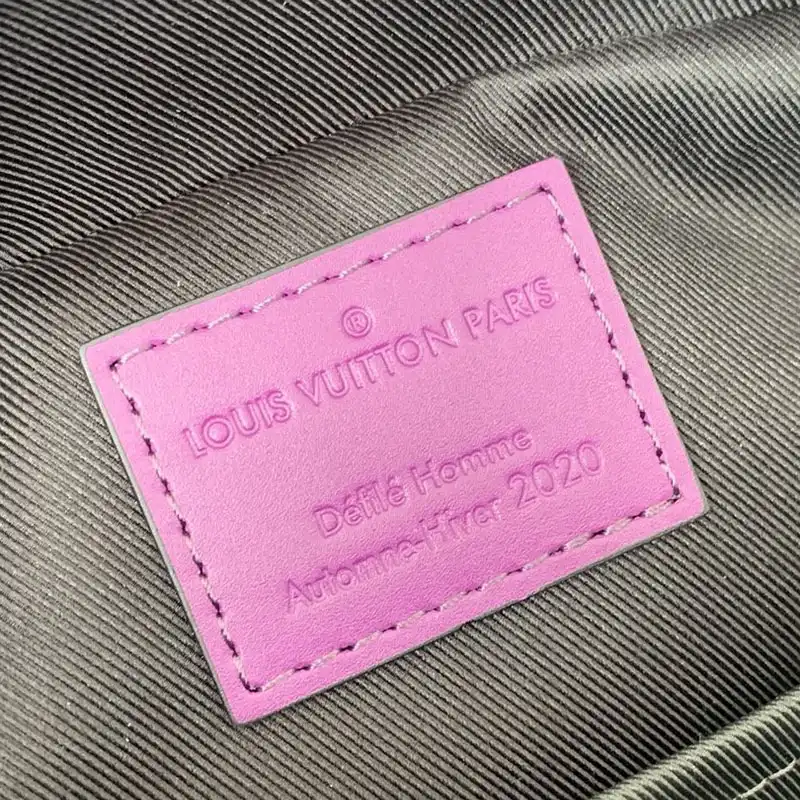 ®
LOUIS VUITTON PARIS
Défilé Homme
Automne-Hiver 2020